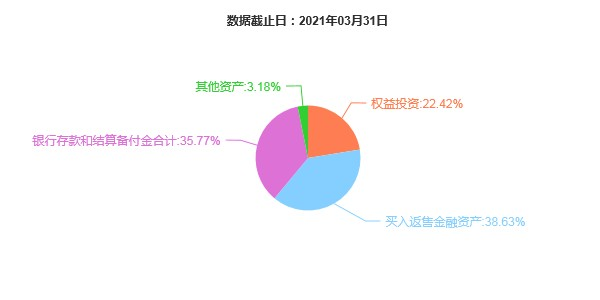 数据截止日：2021年03月31日
其他资产:3.18%
权益投资:22.42%
银行存款和结算备付金合计:35.77%
买入返售金融资产:38.63%